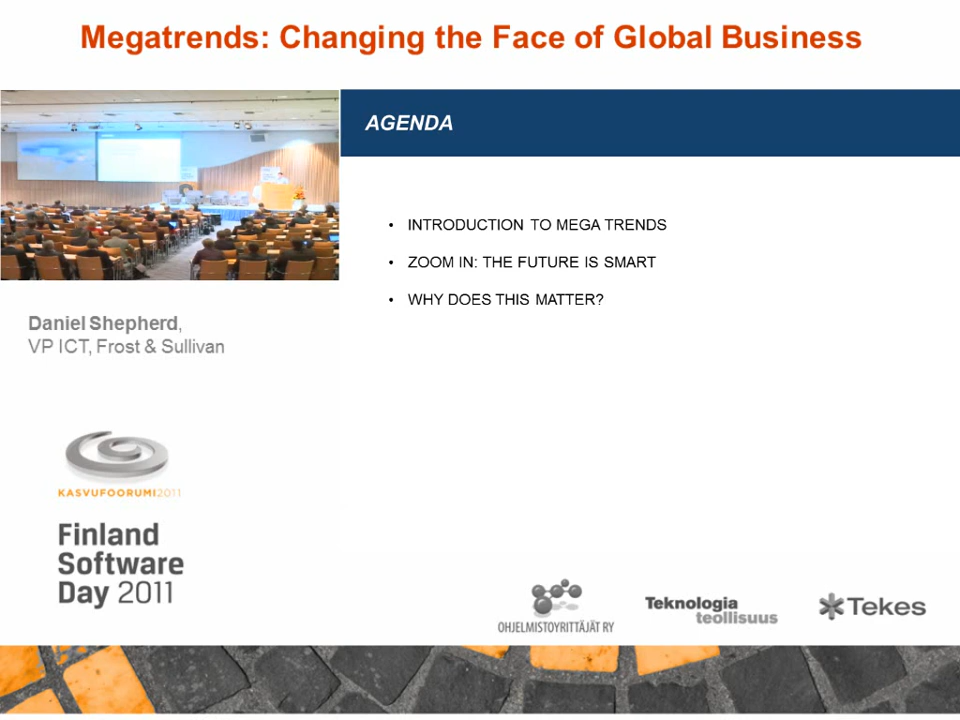 Megatrends: Changing the Face of Global Business
AGENDA
• INTRODUCTION TO MEGA TRENDS
• ZOOM IN: THE FUTURE IS SMART
• WHY DOES THIS MATTER?
Daniel Shepherd,
VP ICT, Frost & Sullivan
KASVUFOORUMI2011
Finland
Software
Day 2011
OHJELMISTOYRITTÄJÄT RY
Teknologia
teollisuus
Tekes